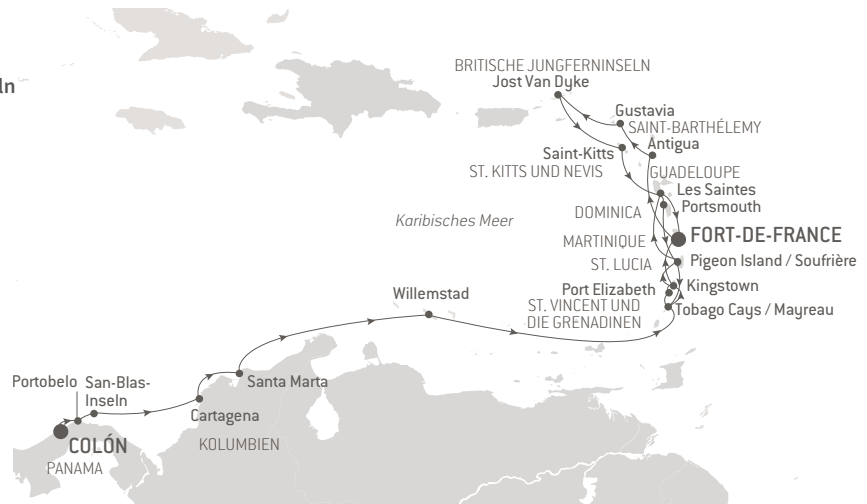 ln
BRITISCHE JUNGFERNINSELN
Jost Van Dyke
Gustavia
SAINT-BARTHÉLEMY
Antigua
Saint-Kitts
ST. KITTS UND NEVIS
GUADELOUPE
Les Saintes
Portsmouth
DOMINICA
Karibisches Meer
FORT-DE-FRANCE
MARTINIQUE
Pigeon Island / Soufrière
ST. LUCIA
Kingstown
Port Elizabeth
Willemstad
ST. VINCENT UND
DIE GRENADINEN
Tobago Cays / Mayreau
Portobelo
San-Blas-
Inseln
Santa Marta
Cartagena
COLÓN
KOLUMBIEN
PANAMA